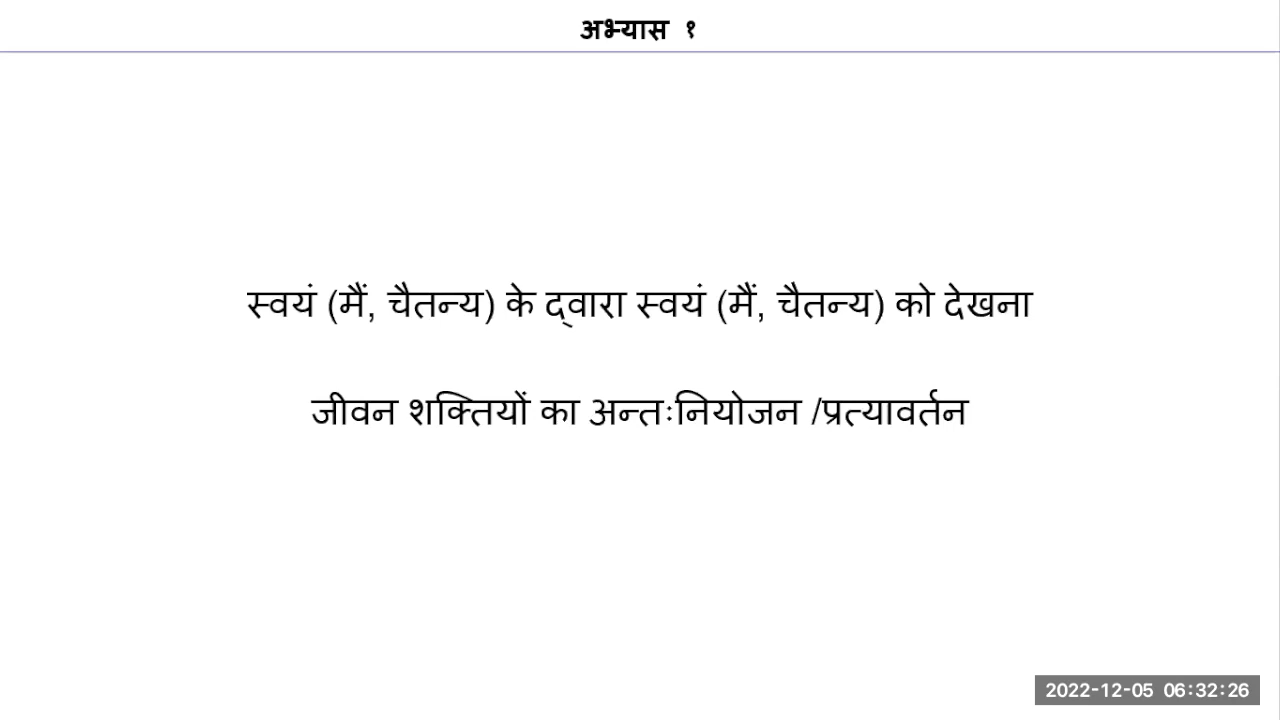 अभ्यास १
स्वयं (मैं, चैतन्य) के द्वारा स्वयं (मैं, चैतन्य) को देखना
जीवन शक्तियों का अन्तःनियोजन /प्रत्यावर्तन
2022-12-05 06:32:26